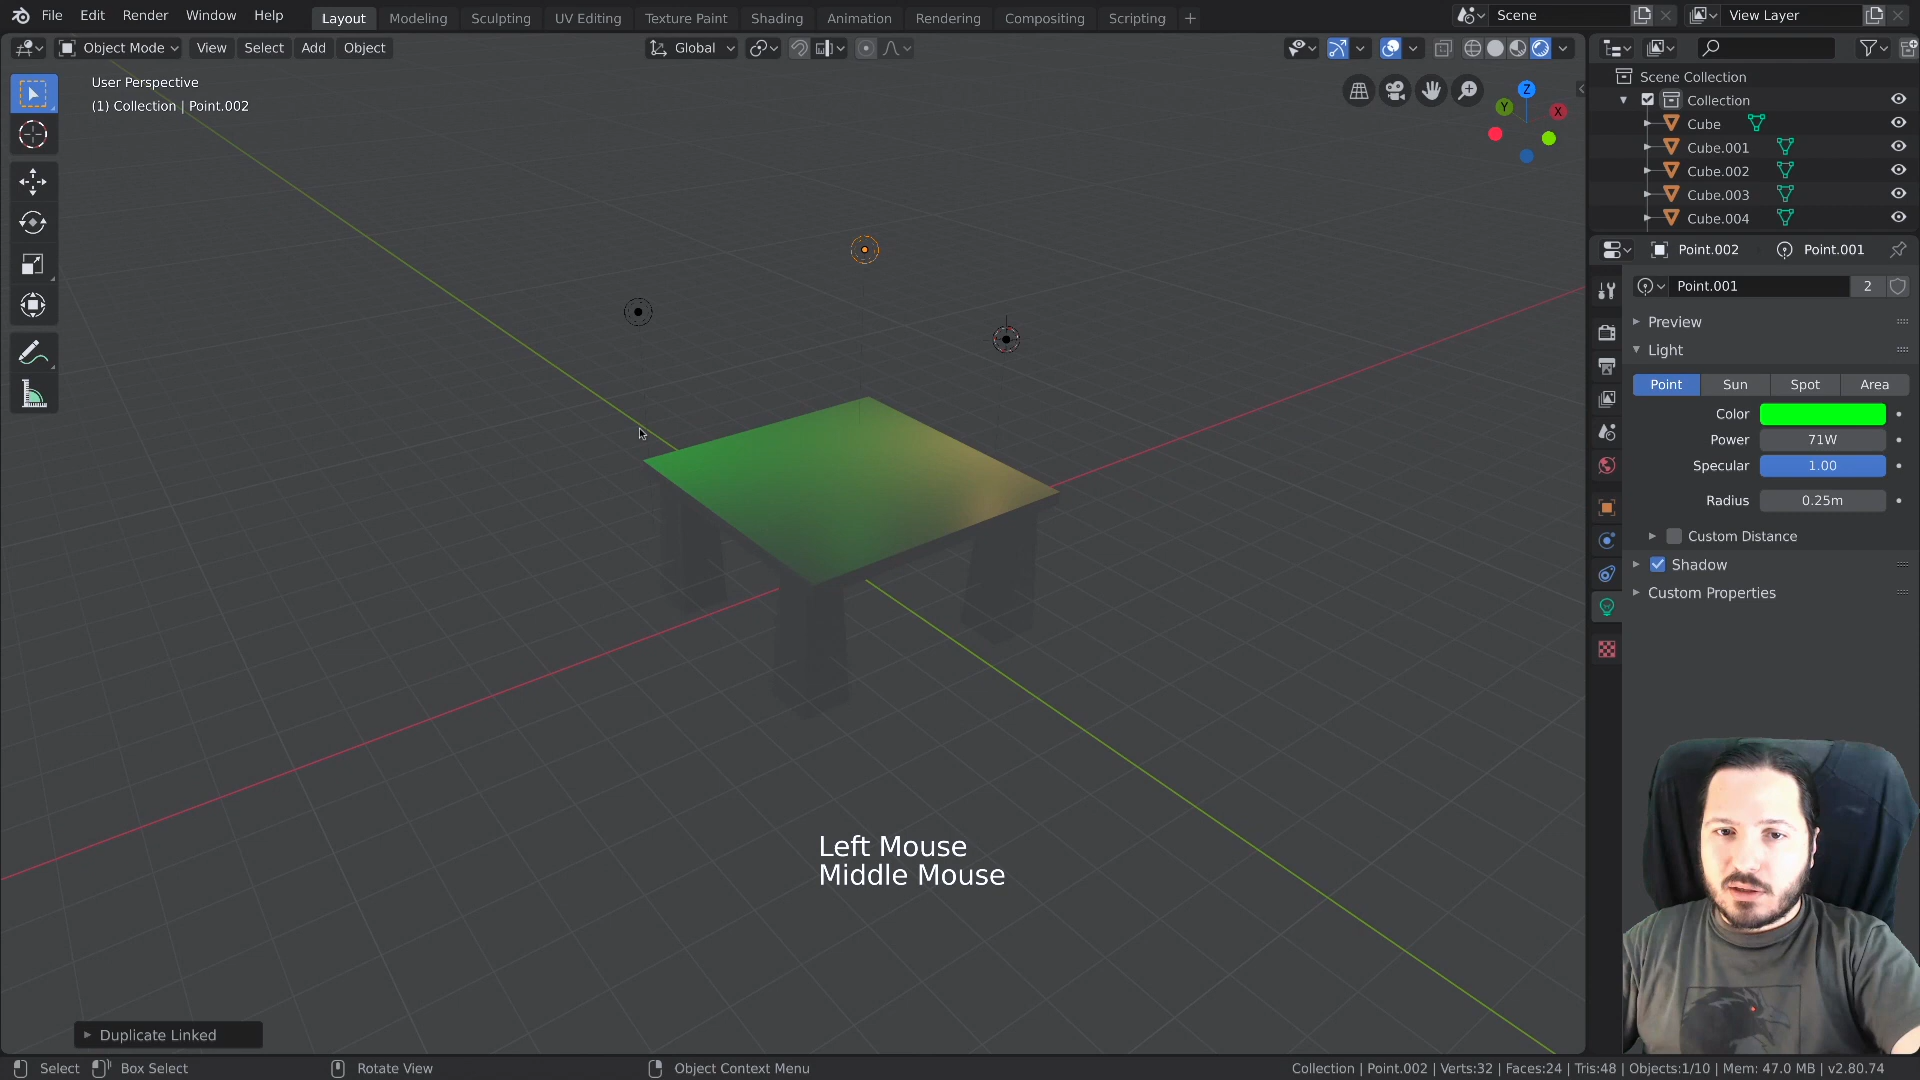 File Edit Render Window Help Layout Modeling Sculpting UV Editing Texture Paint Shading Animation Rendering Compositing Scripting Scene View Layer
Object Mode View Select Add Object Global
User Perspective
(1) Collection | Point.002
Z
Y
X
Scene Collection
Collection
Cube
Cube.001
Cube.002
Cube.003
Cube.004
Point.002 Point.001
Point.001 2
Preview
Light
Point Sun Spot Area
Color
Power 71W
Specular 1.00
Radius 0.25m
Custom Distance
Shadow
Custom Properties
Left Mouse
Middle Mouse
Duplicate Linked
Select Box Select Rotate View Object Context Menu Collection | Point.002 | Verts:32 | Faces:24 | Tris:48 | Objects:1/10 | Mem: 47.0 MB | v2.80.74